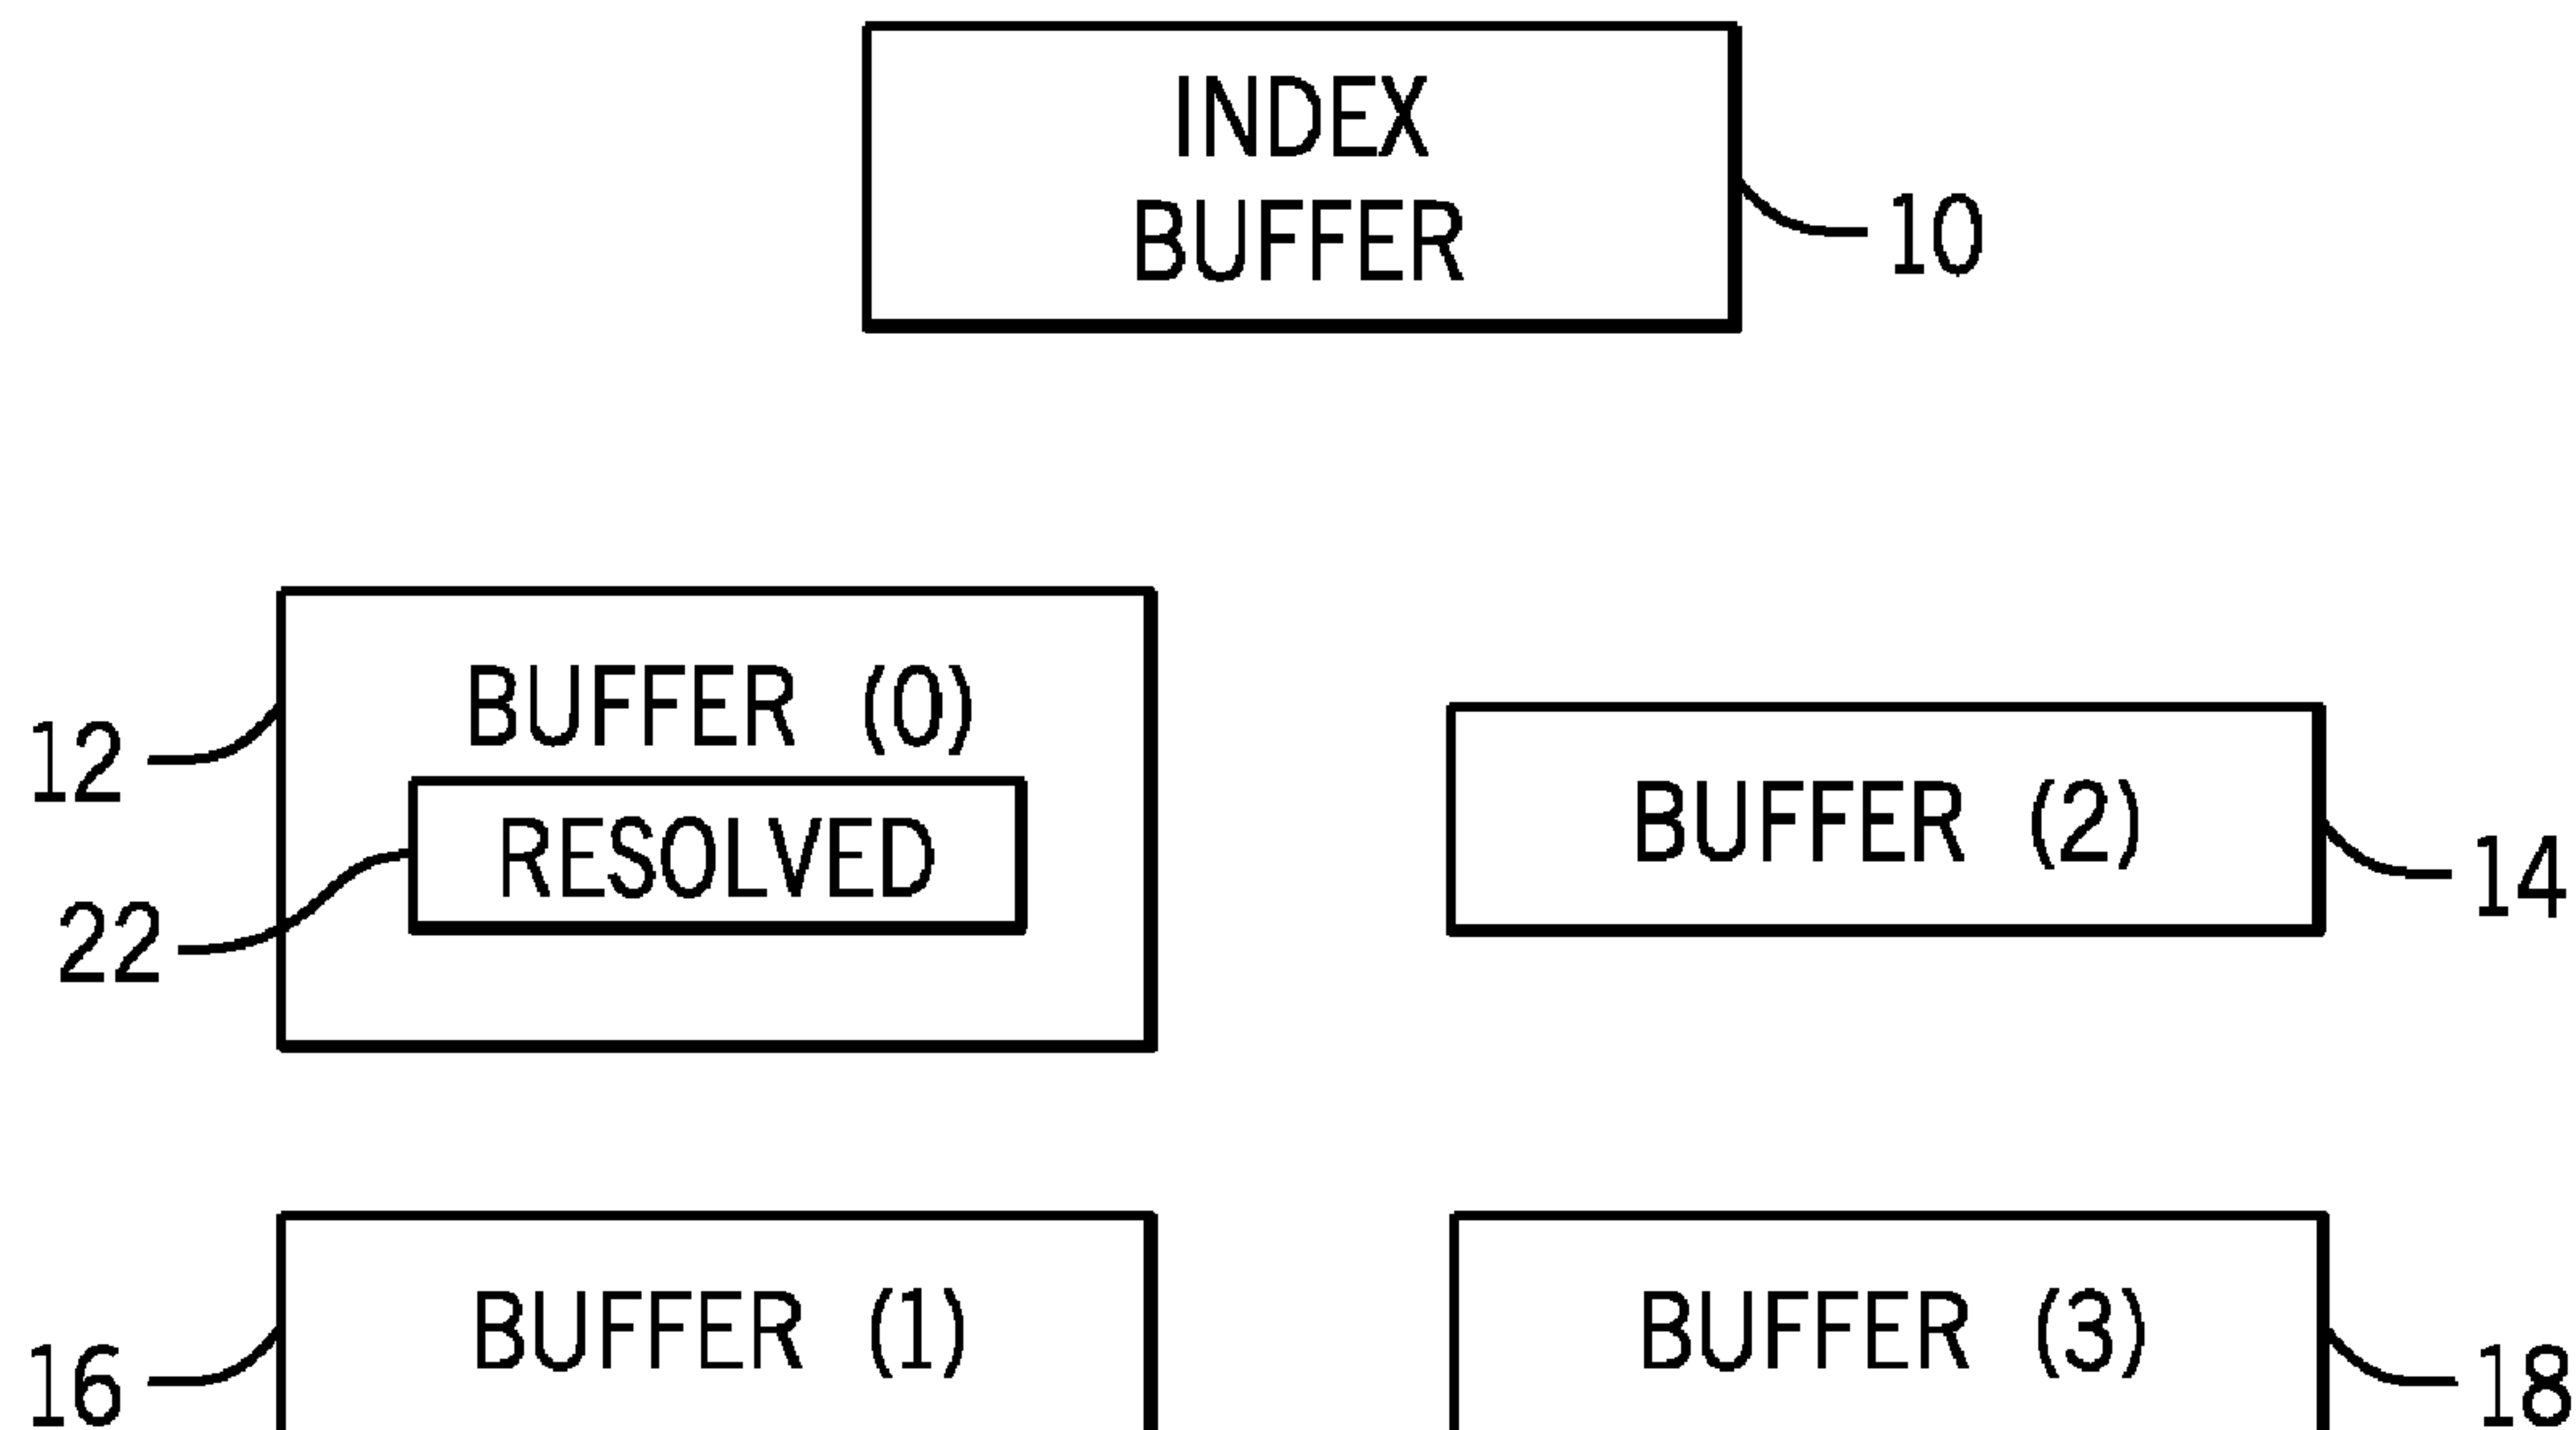 INDEX
BUFFER
10
BUFFER (0)
12
RESOLVED
22
BUFFER (2)
14
BUFFER (1)
16
BUFFER (3)
18